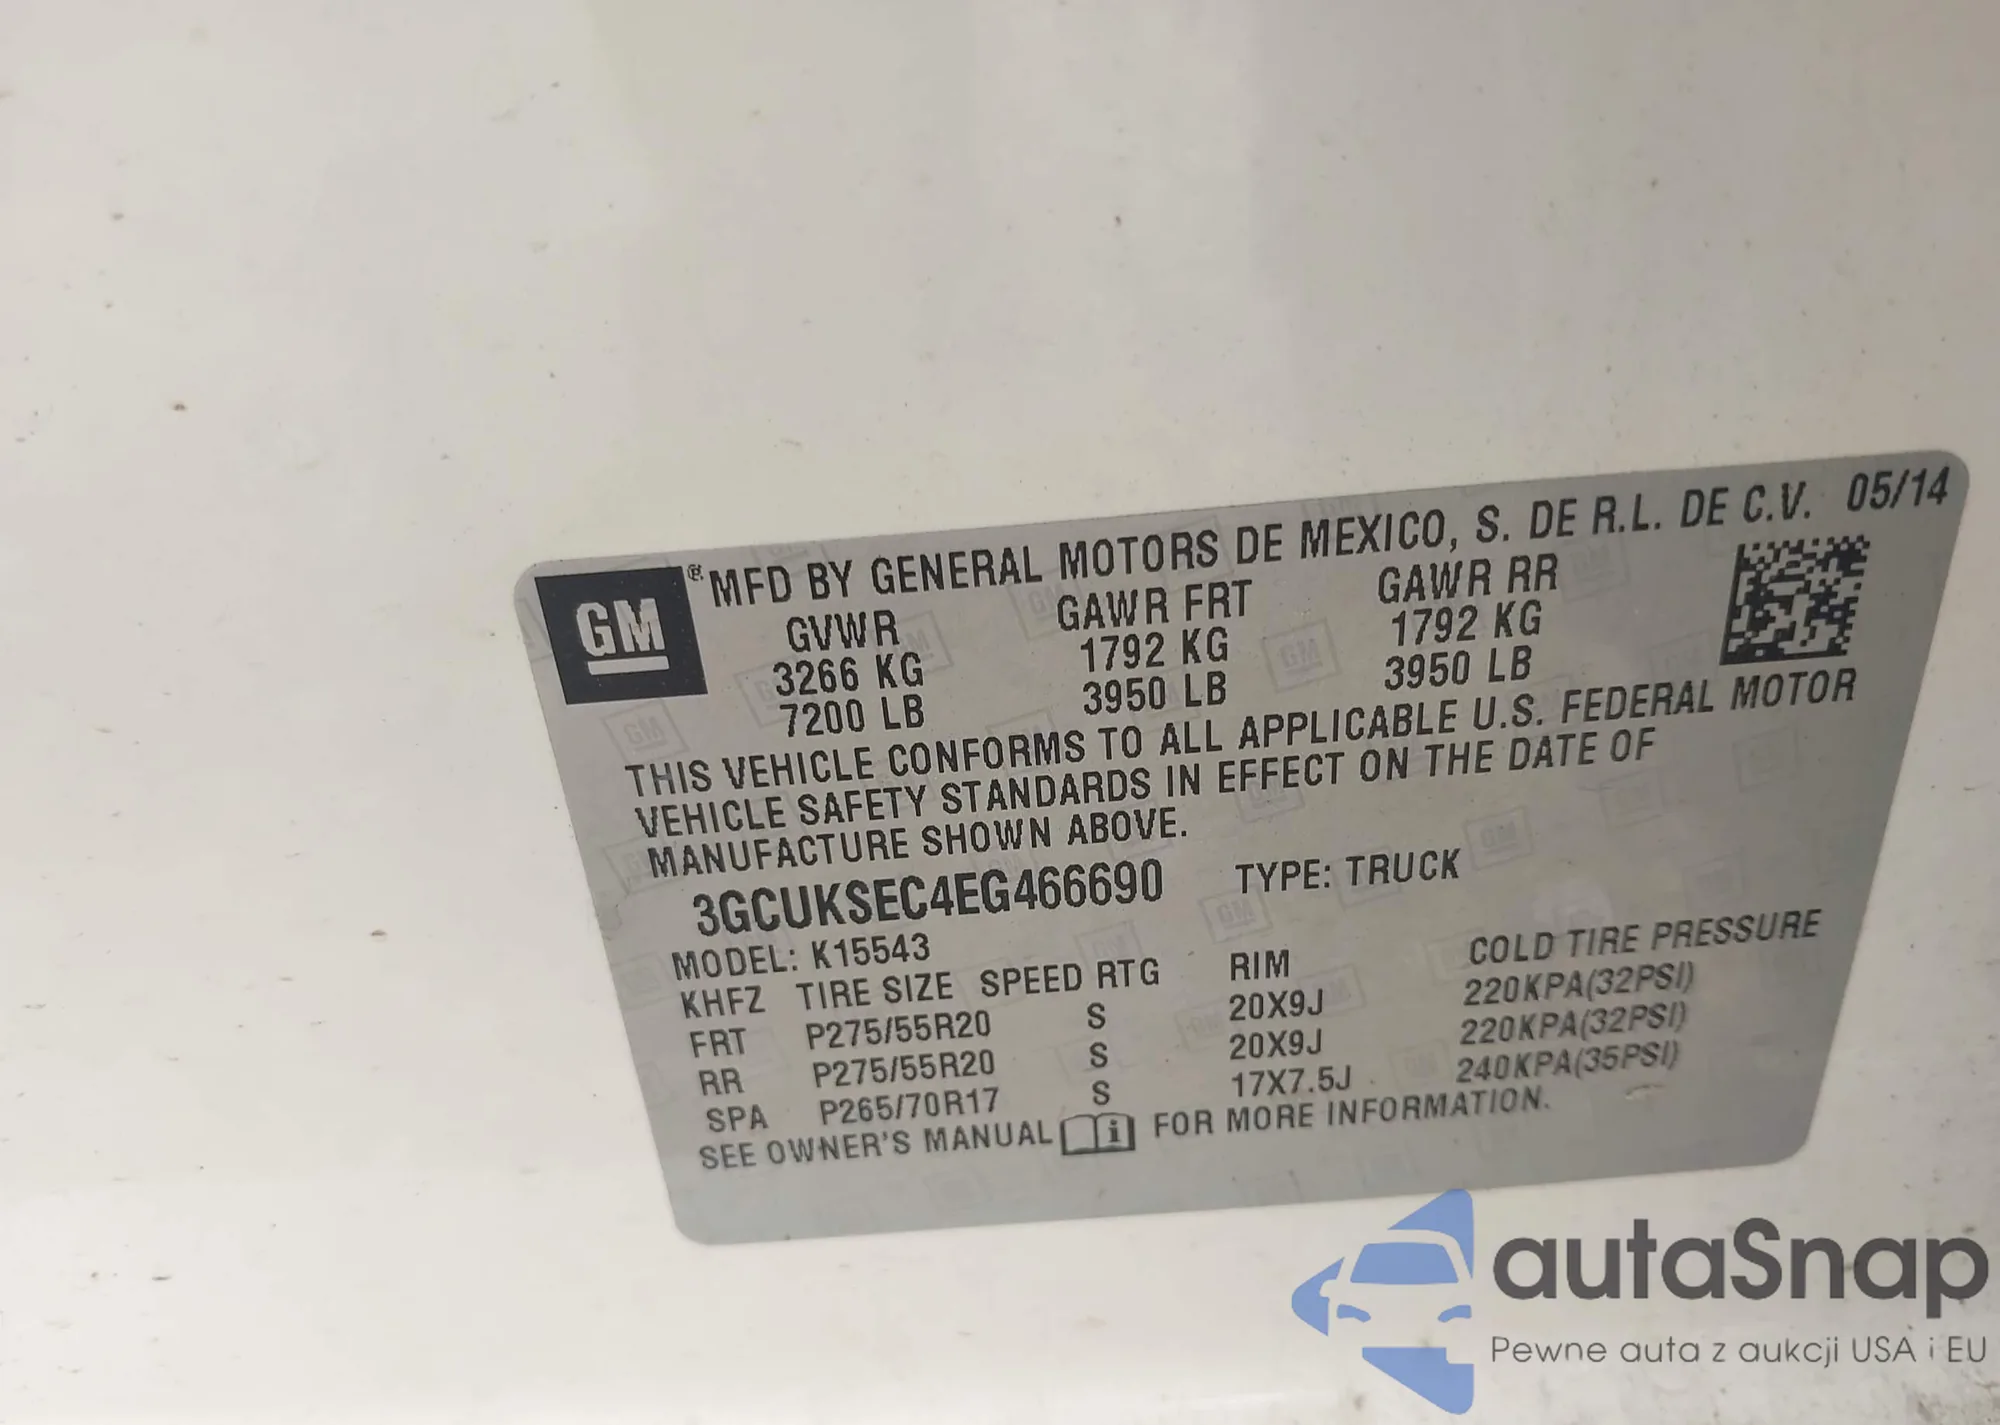 GM
® MFD BY GENERAL MOTORS DE MEXICO, S. DE R.L. DE C.V. 05/14
GVWR GAWR FRT GAWR RR
3266 KG 1792 KG 1792 KG
7200 LB 3950 LB 3950 LB
THIS VEHICLE CONFORMS TO ALL APPLICABLE U.S. FEDERAL MOTOR
VEHICLE SAFETY STANDARDS IN EFFECT ON THE DATE OF
MANUFACTURE SHOWN ABOVE.
3GCUKSEC4EG466690 TYPE: TRUCK
MODEL: K15543
KHFZ TIRE SIZE SPEED RTG RIM COLD TIRE PRESSURE
FRT P275/55R20 S 20X9J 220KPA(32PSI)
RR P275/55R20 S 20X9J 220KPA(32PSI)
SPA P265/70R17 S 17X7.5J 240KPA(35PSI)
SEE OWNER'S MANUAL i FOR MORE INFORMATION.
autaSnap
Pewne auta z aukcji USA i EU